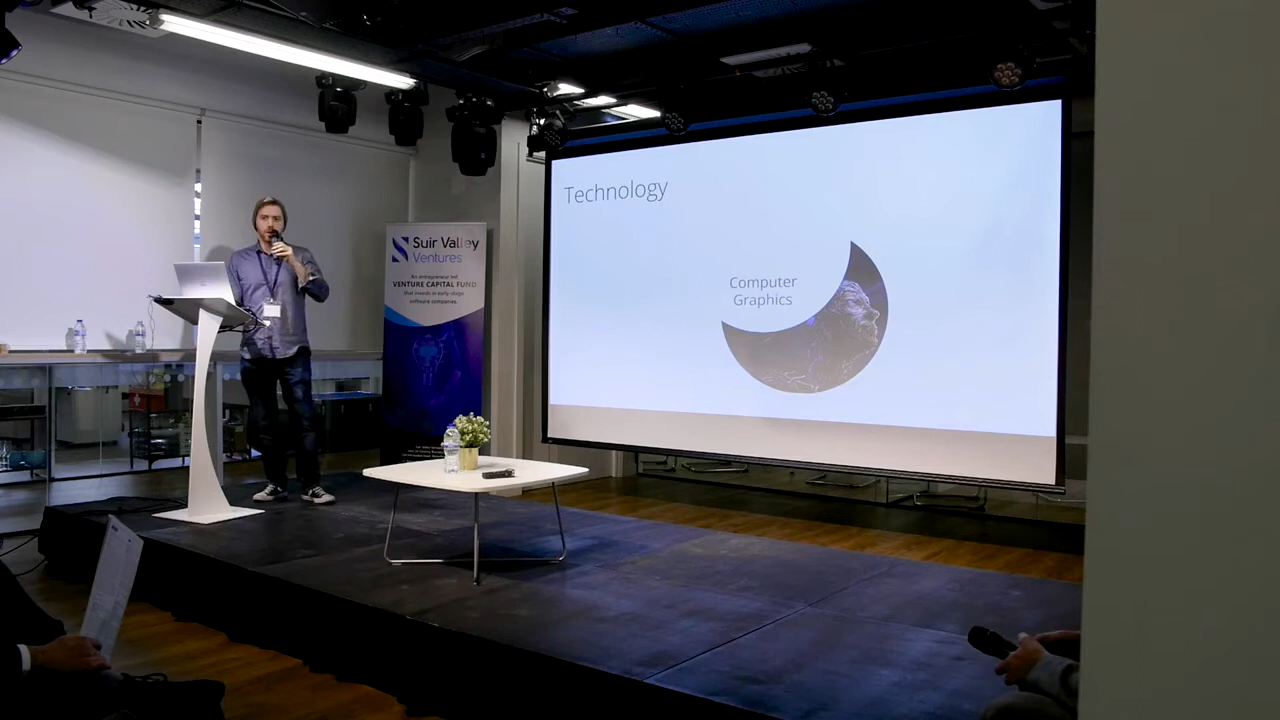 Suir Valley
Ventures
An entrepreneur led
VENTURE CAPITAL FUND
that invests in early stage
software companies.
Technology
Computer
Graphics